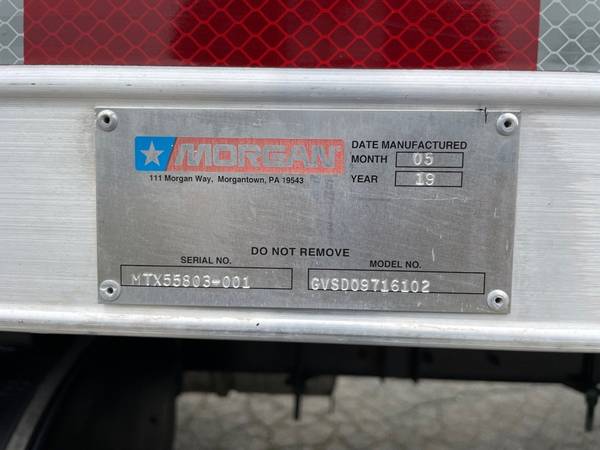 MORGAN
111 Morgan Way, Morgantown, PA 19543
DATE MANUFACTURED
MONTH 05
YEAR 19
DO NOT REMOVE
SERIAL NO.
MTX55803-001
MODEL NO.
GVSD09716102